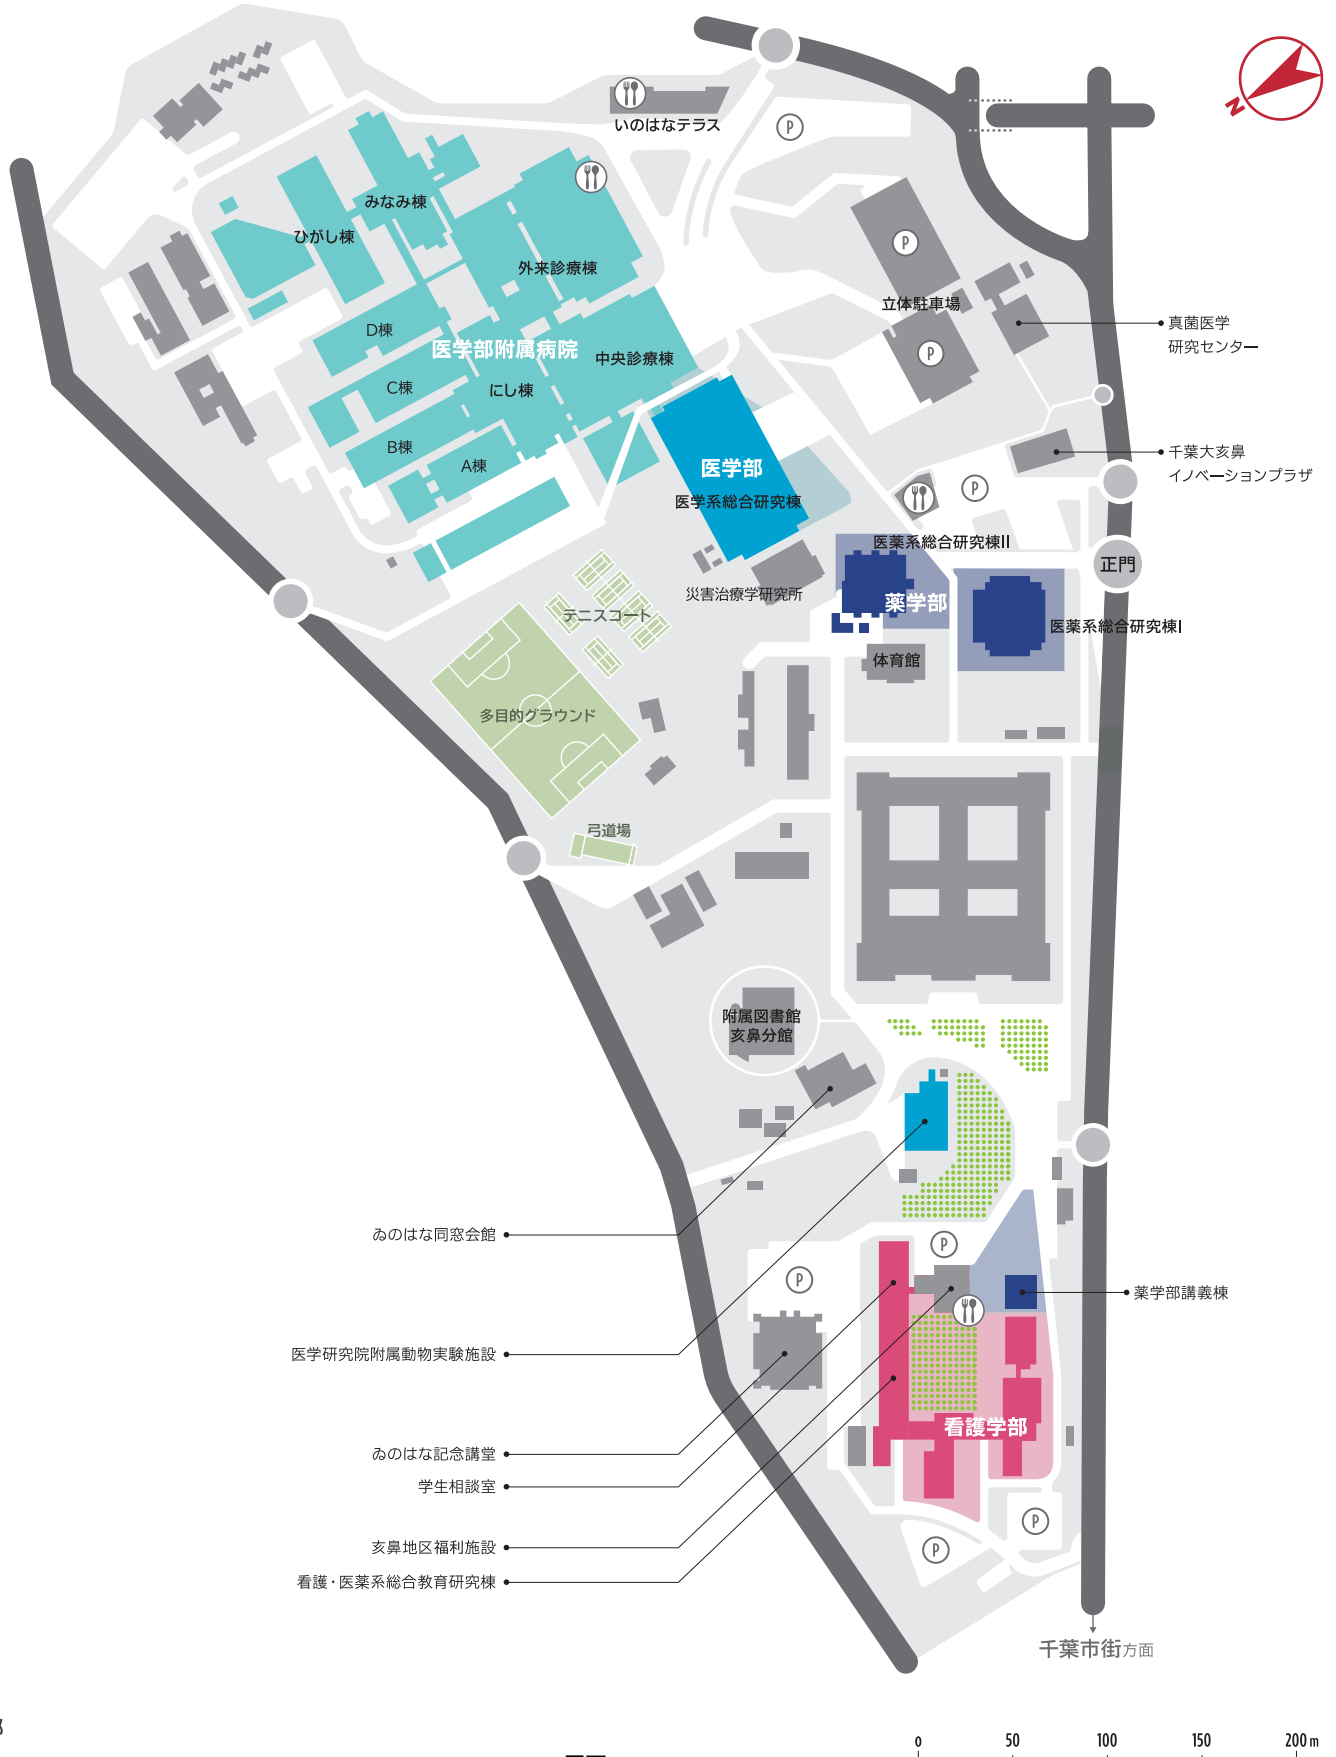 N
いのはなテラス
P
みなみ棟
ひがし棟
外来診療棟
P
立体駐車場
P
D棟
医学部附属病院
中央診療棟
真菌医学
研究センター
C棟
にし棟
B棟
A棟
医学部
医学系総合研究棟
千葉大亥鼻
イノベーションプラザ
P
医薬系総合研究棟II
正門
災害治療学研究所
薬学部
テニスコート
医薬系総合研究棟I
体育館
多目的グラウンド
弓道場
附属図書館
亥鼻分館
ゐのはな同窓会館
P
P
薬学部講義棟
医学研究院附属動物実験施設
看護学部
ゐのはな記念講堂
学生相談室
P
亥鼻地区福利施設
P
看護・医薬系総合教育研究棟
千葉市街方面
0 50 100 150 200 m